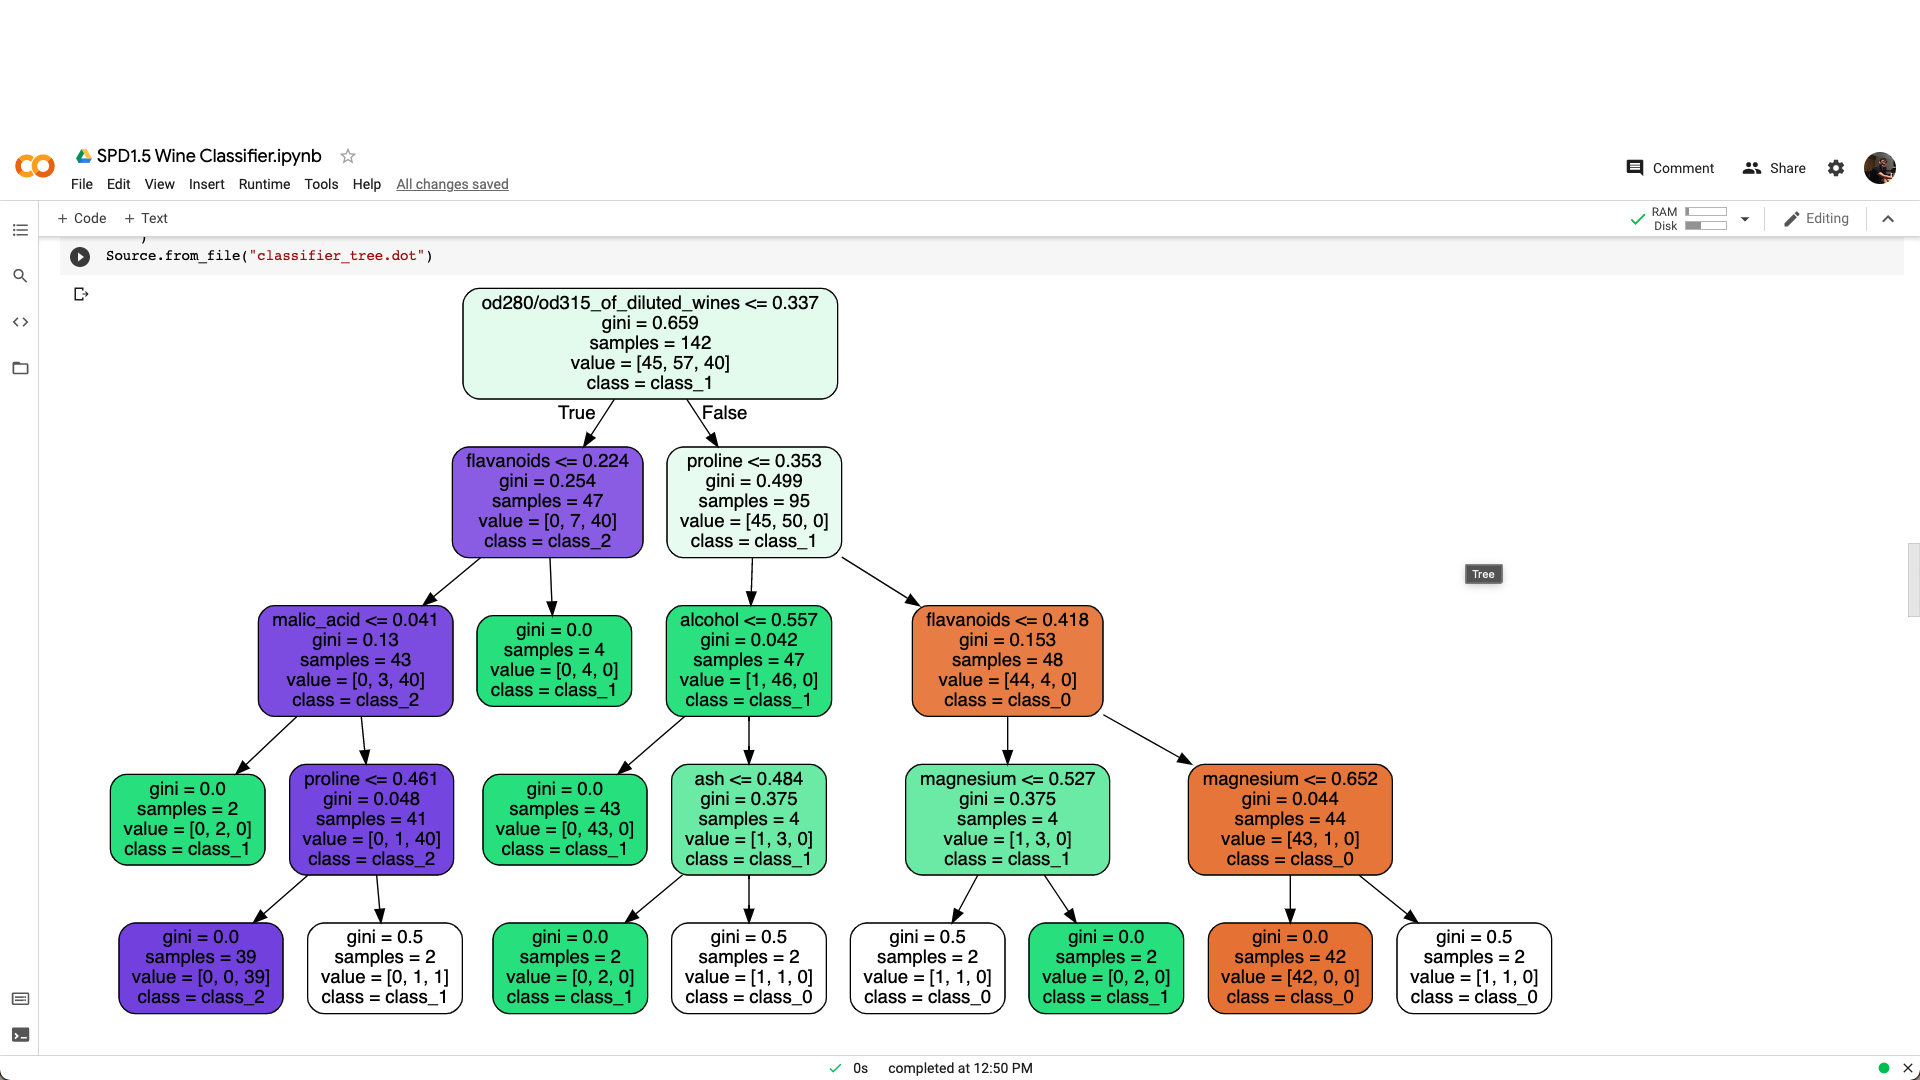 SPD1.5 Wine Classifier.ipynb
File Edit View Insert Runtime Tools Help All changes saved
Comment Share
+ Code + Text
RAM
Disk
Editing
)
Source.from_file("classifier_tree.dot")
od280/od315_of_diluted_wines <= 0.337
gini = 0.659
samples = 142
value = [45, 57, 40]
class = class_1
True
False
flavanoids <= 0.224
gini = 0.254
samples = 47
value = [0, 7, 40]
class = class_2
proline <= 0.353
gini = 0.499
samples = 95
value = [45, 50, 0]
class = class_1
Tree
malic_acid <= 0.041
gini = 0.13
samples = 43
value = [0, 3, 40]
class = class_2
gini = 0.0
samples = 4
value = [0, 4, 0]
class = class_1
alcohol <= 0.557
gini = 0.042
samples = 47
value = [1, 46, 0]
class = class_1
flavanoids <= 0.418
gini = 0.153
samples = 48
value = [44, 4, 0]
class = class_0
gini = 0.0
samples = 2
value = [0, 2, 0]
class = class_1
proline <= 0.461
gini = 0.048
samples = 41
value = [0, 1, 40]
class = class_2
gini = 0.0
samples = 43
value = [0, 43, 0]
class = class_1
ash <= 0.484
gini = 0.375
samples = 4
value = [1, 3, 0]
class = class_1
magnesium <= 0.527
gini = 0.375
samples = 4
value = [1, 3, 0]
class = class_1
magnesium <= 0.652
gini = 0.044
samples = 44
value = [43, 1, 0]
class = class_0
gini = 0.0
samples = 39
value = [0, 0, 39]
class = class_2
gini = 0.5
samples = 2
value = [0, 1, 1]
class = class_1
gini = 0.0
samples = 2
value = [0, 2, 0]
class = class_1
gini = 0.5
samples = 2
value = [1, 1, 0]
class = class_0
gini = 0.5
samples = 2
value = [1, 1, 0]
class = class_0
gini = 0.0
samples = 2
value = [0, 2, 0]
class = class_1
gini = 0.0
samples = 42
value = [42, 0, 0]
class = class_0
gini = 0.5
samples = 2
value = [1, 1, 0]
class = class_0
0s completed at 12:50 PM